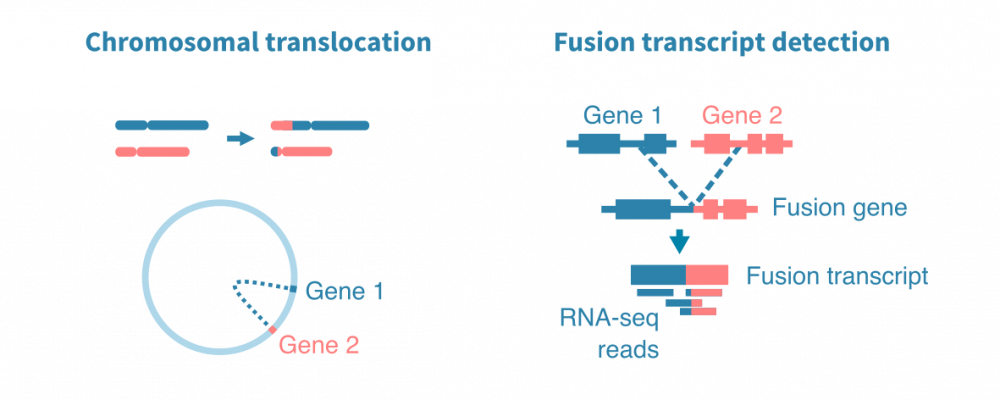 Chromosomal translocation
Gene 1
Gene 2
Fusion transcript detection
Gene 1
Gene 2
Fusion gene
Fusion transcript
RNA-seq
reads